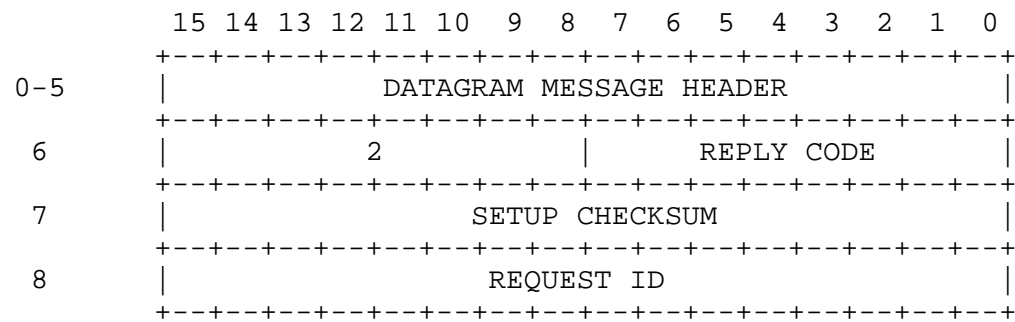 15 14 13 12 11 10 9 8 7 6 5 4 3 2 1 0
+--+--+--+--+--+--+--+--+--+--+--+--+--+--+--+--+
0-5 | DATAGRAM MESSAGE HEADER |
+--+--+--+--+--+--+--+--+--+--+--+--+--+--+--+--+
6 | 2 | REPLY CODE |
+--+--+--+--+--+--+--+--+--+--+--+--+--+--+--+--+
7 | SETUP CHECKSUM |
+--+--+--+--+--+--+--+--+--+--+--+--+--+--+--+--+
8 | REQUEST ID |
+--+--+--+--+--+--+--+--+--+--+--+--+--+--+--+--+